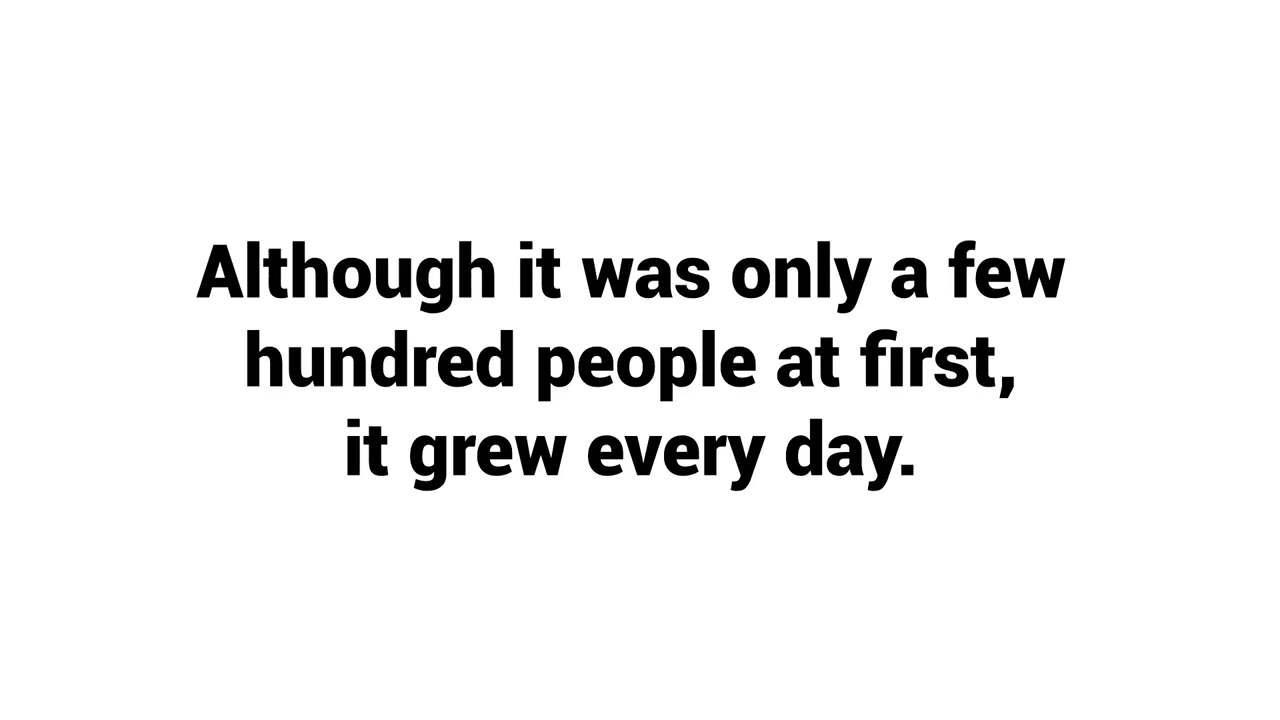 Although it was only a few
hundred people at first,
it grew every day.